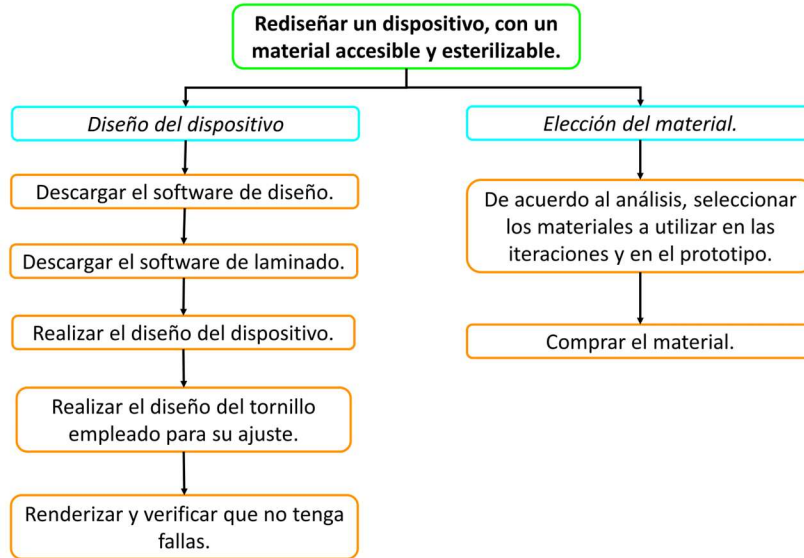 Rediseñar un dispositivo, con un
material accesible y esterilizable.
Diseño del dispositivo
Descargar el software de diseño.
Descargar el software de laminado.
Realizar el diseño del dispositivo.
Realizar el diseño del tornillo
empleado para su ajuste.
Renderizar y verificar que no tenga
fallas.
Elección del material.
De acuerdo al análisis, seleccionar
los materiales a utilizar en las
iteraciones y en el prototipo.
Comprar el material.